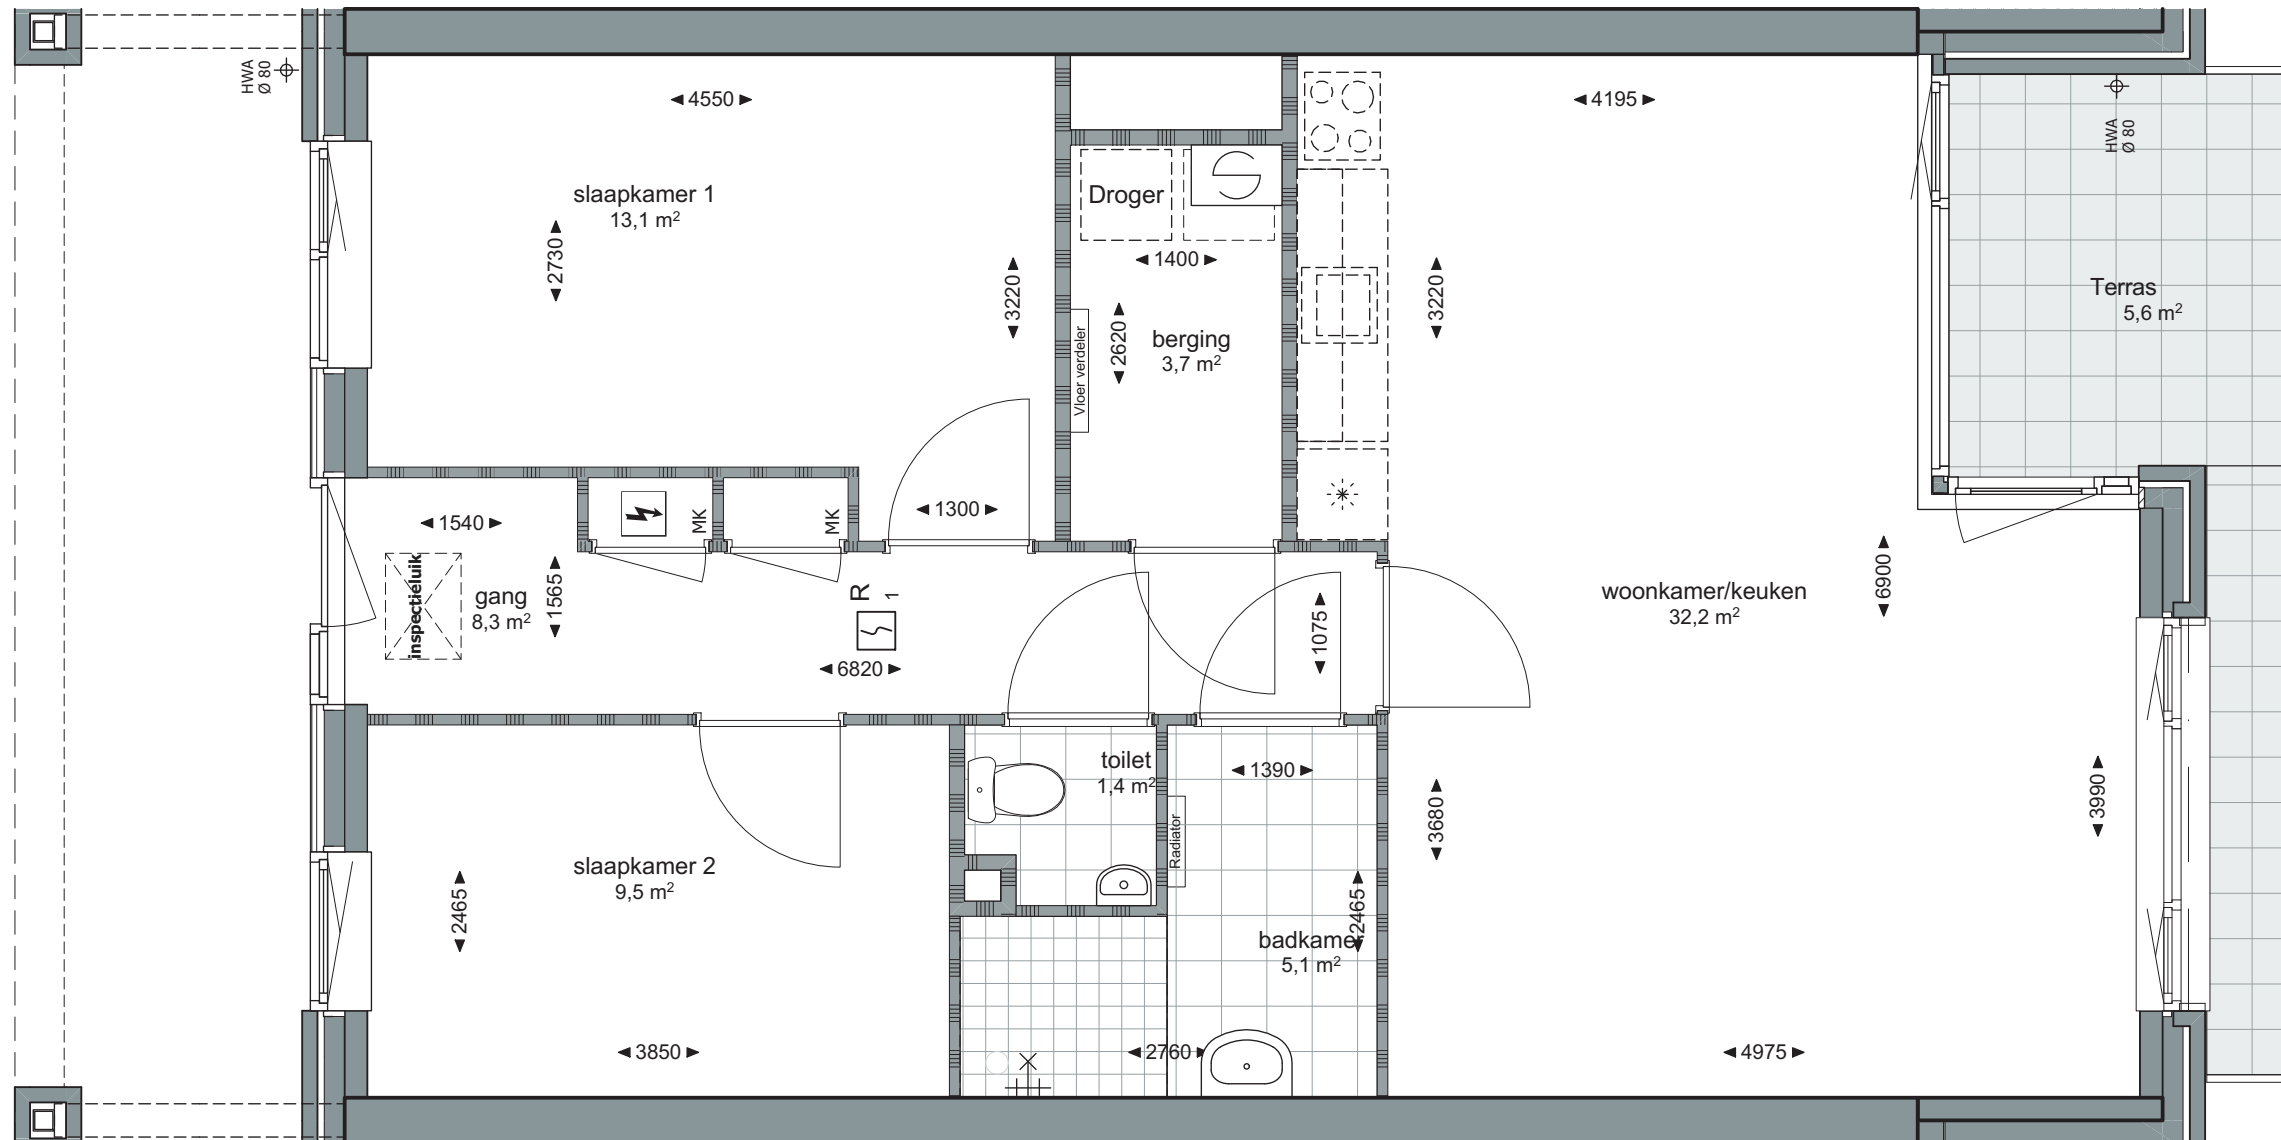 HWA
Ø 80
4550
4195
HWA
Ø 80
slaapkamer 1
13,1 m²
Droger
2730
3220
1400
3220
Terras
5,6 m²
2620
Vloer verdeler
berging
3,7 m²
1540
MK
MK
1300
inspectieluik
gang
8,3 m²
1565
R
1
6820
1075
woonkamer/keuken
32,2 m²
6900
toilet
1,4 m²
1390
Radiator
3680
3990
slaapkamer 2
9,5 m²
2465
2465
badkamer
5,1 m²
3850
2760
4975